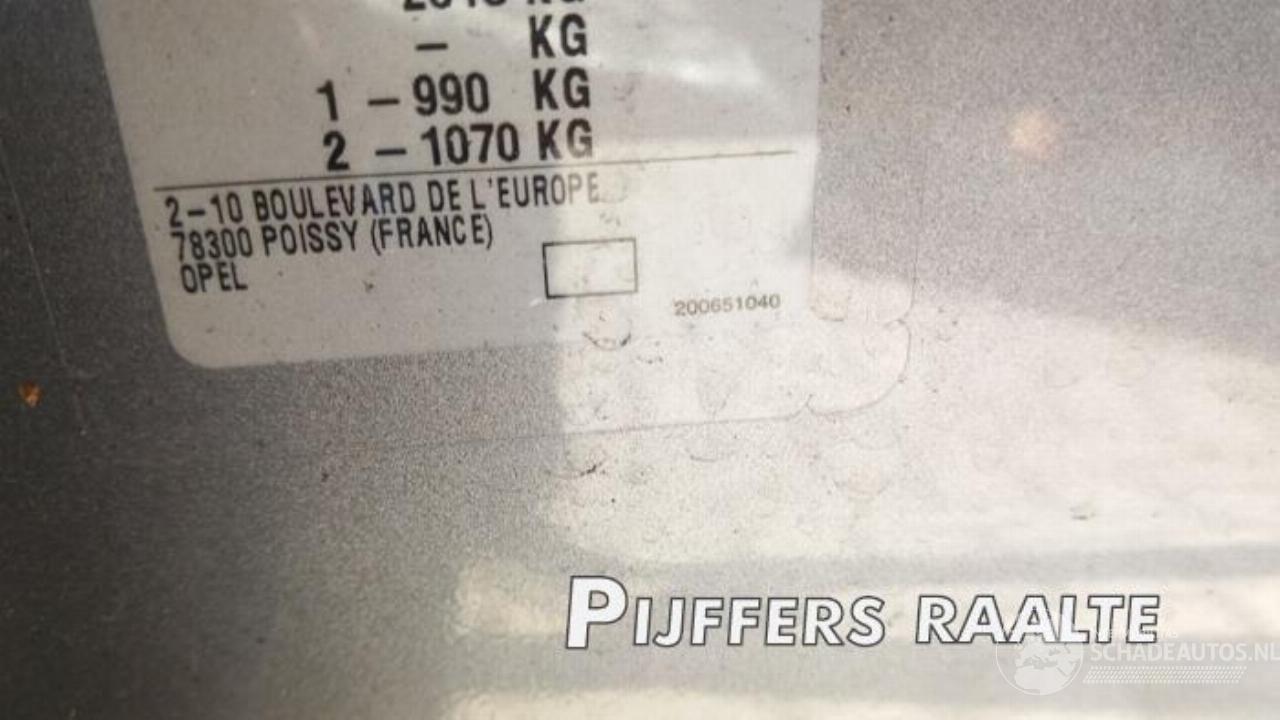 KG
– KG
1 – 990 KG
2 – 1070 KG
2–10 BOULEVARD DE L'EUROPE
78300 POISSY (FRANCE)
OPEL
200651040
PIJFFERS RAALTE
SCHADEAUTOS.NL